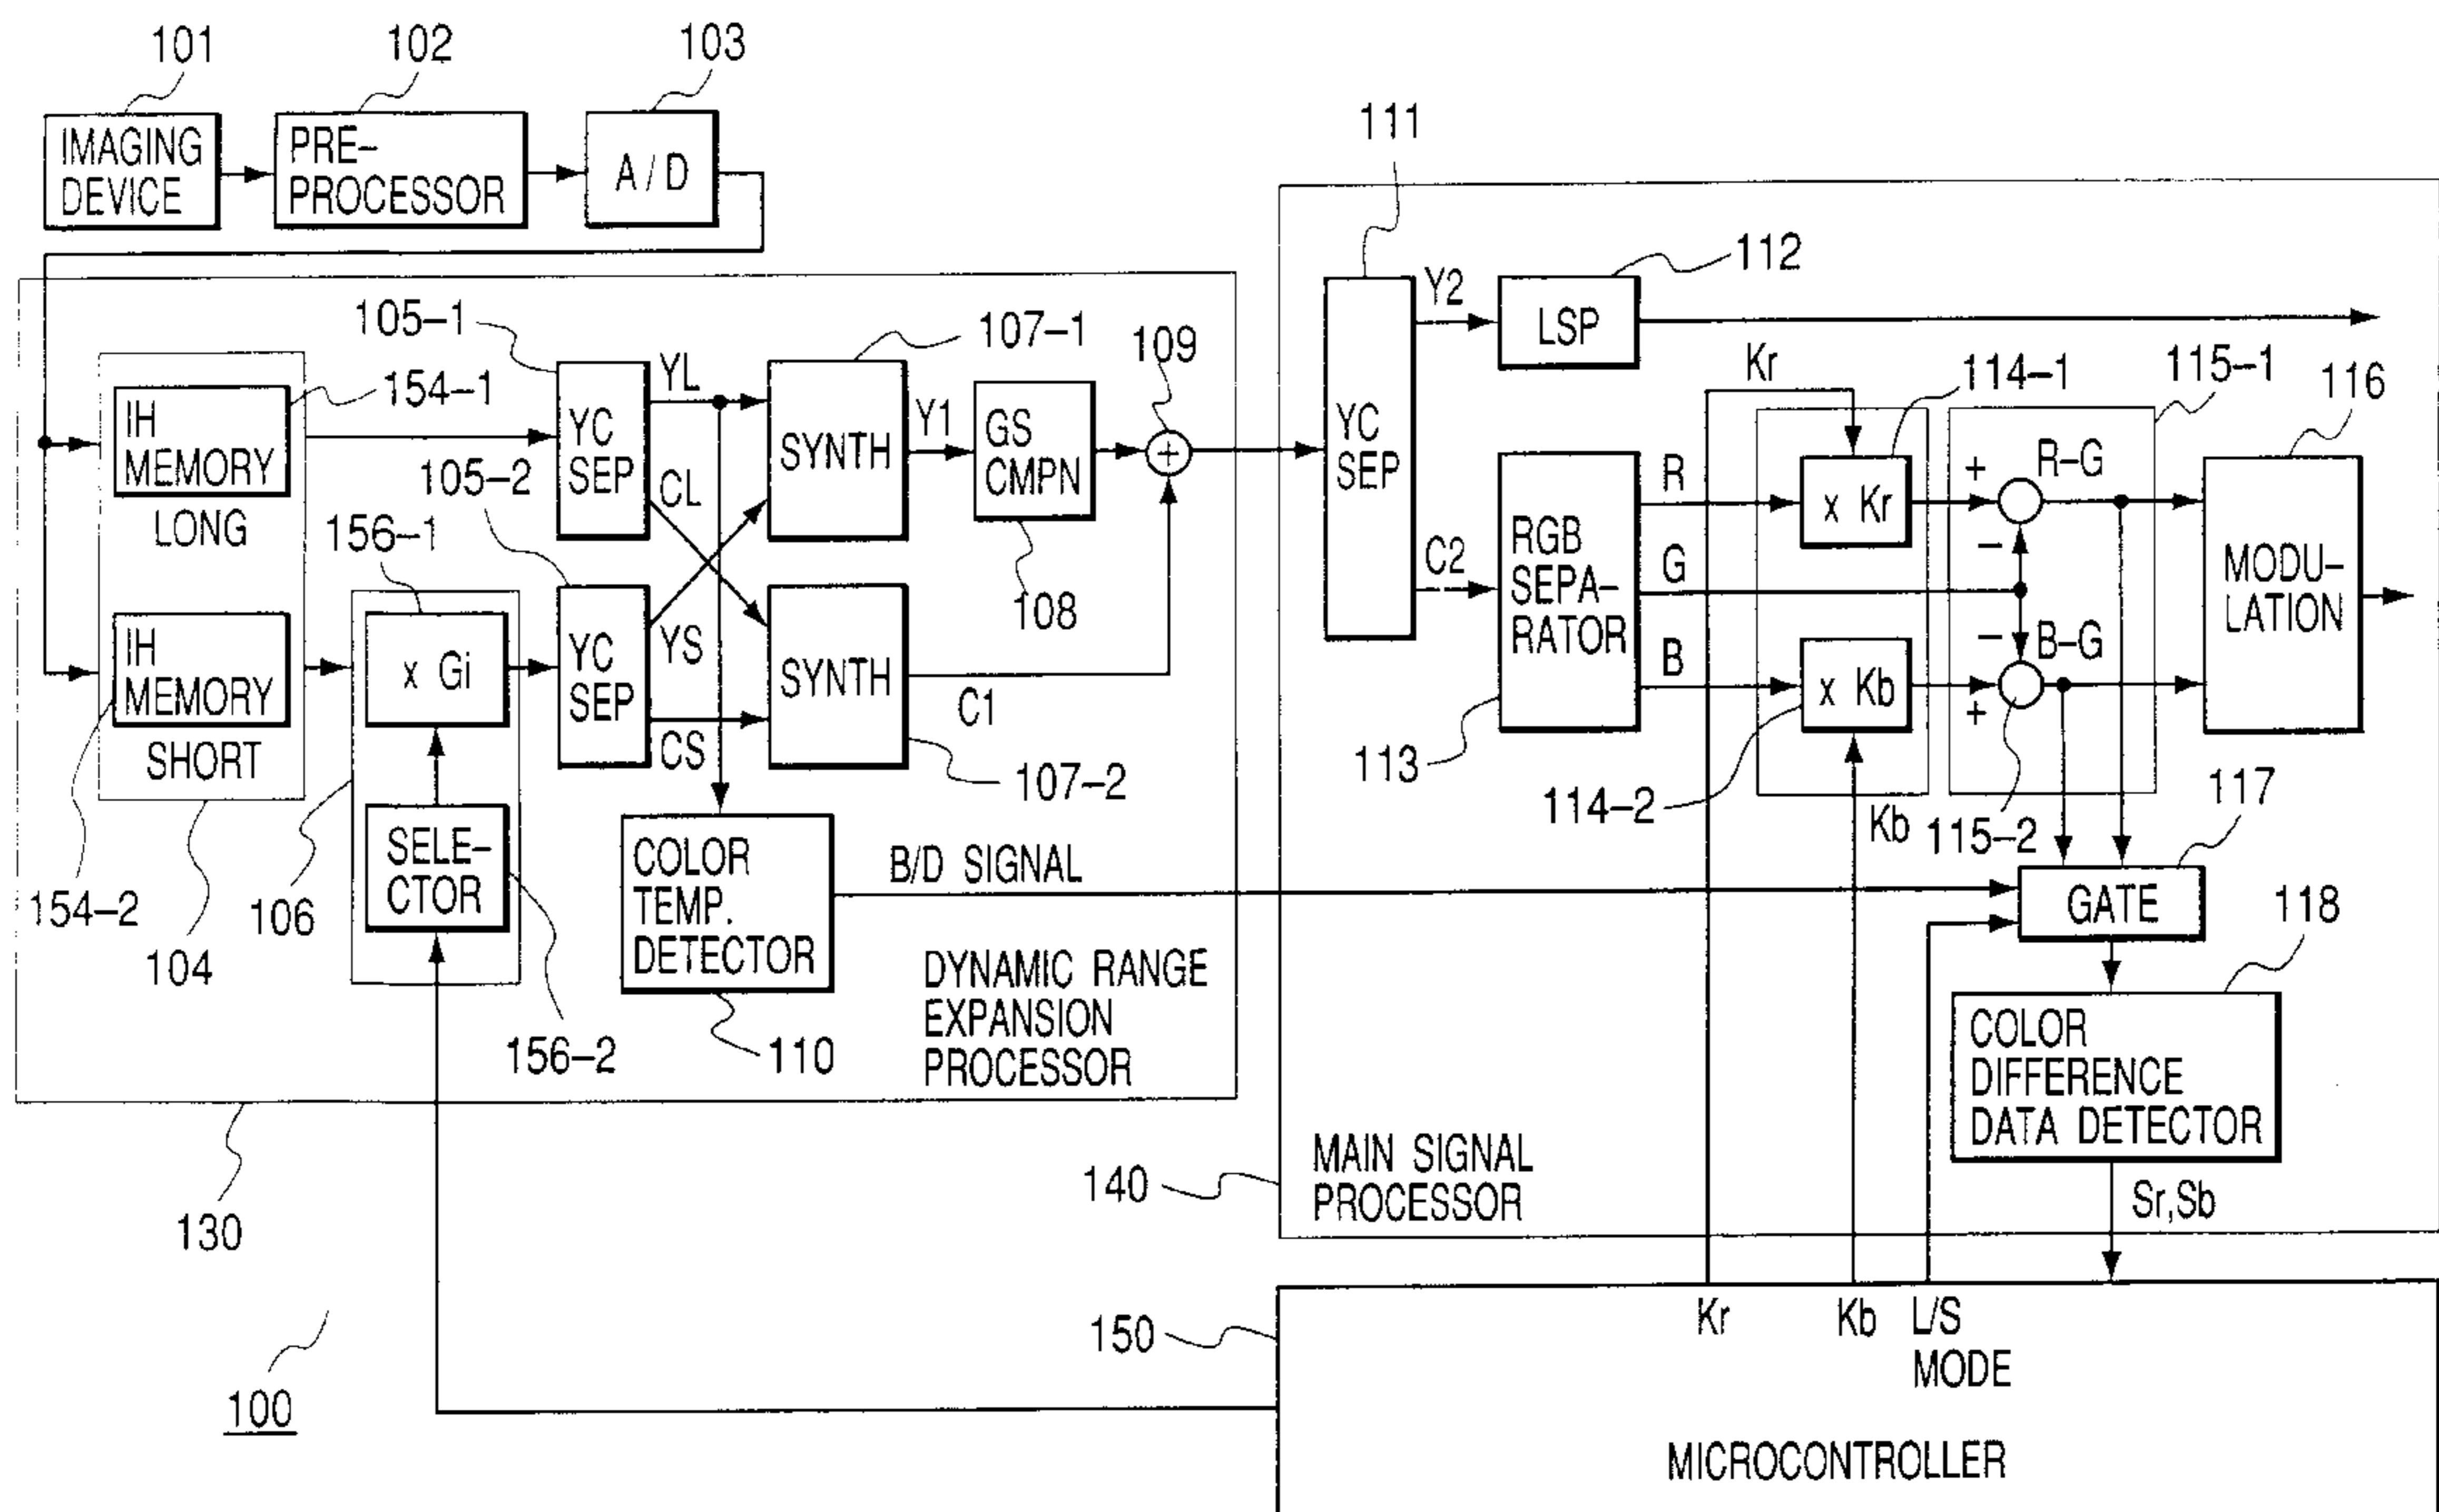 101
102
103
IMAGING
DEVICE
PRE-
PROCESSOR
A/D
111
112
Y2
LSP
105-1
107-1
109
154-1
YL
Y1
IH
MEMORY
LONG
YC
SEP
SYNTH
GS
CMPN
+
CL
105-2
108
156-1
IH
MEMORY
SHORT
x Gi
YC
SEP
YS
CS
SYNTH
C1
107-2
SELE-
CTOR
154-2
104
106
156-2
COLOR
TEMP.
DETECTOR
110
B/D SIGNAL
DYNAMIC RANGE
EXPANSION
PROCESSOR
130
YC
SEP
C2
RGB
SEPA-
RATOR
113
R
G
B
Kr
114-1
115-1
116
x Kr
+
R-G
−
x Kb
−
B-G
+
MODU-
LATION
114-2
Kb
115-2
117
GATE
118
COLOR
DIFFERENCE
DATA DETECTOR
Sr,Sb
140
MAIN SIGNAL
PROCESSOR
150
Kr
Kb
L/S
MODE
MICROCONTROLLER
100